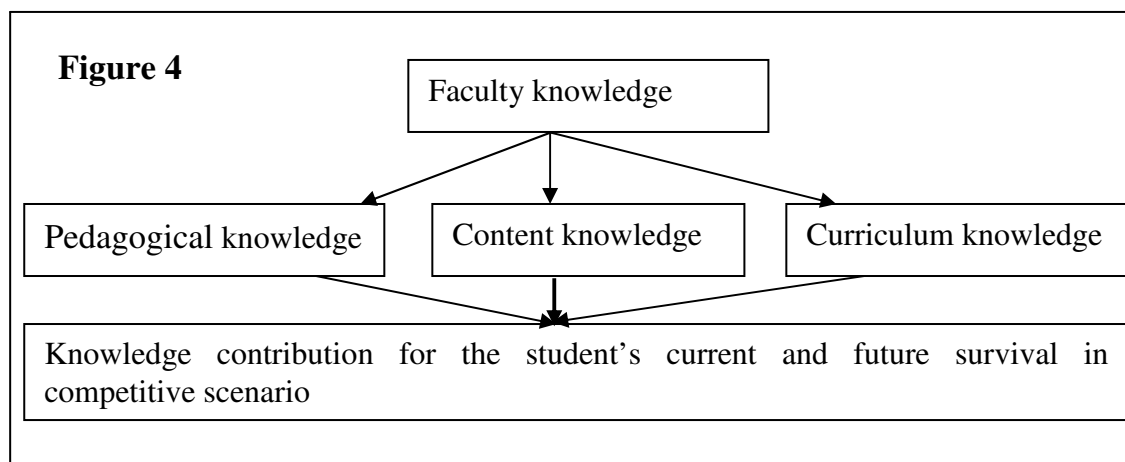 Figure 4
Faculty knowledge
Pedagogical knowledge
Content knowledge
Curriculum knowledge
Knowledge contribution for the student’s current and future survival in
competitive scenario